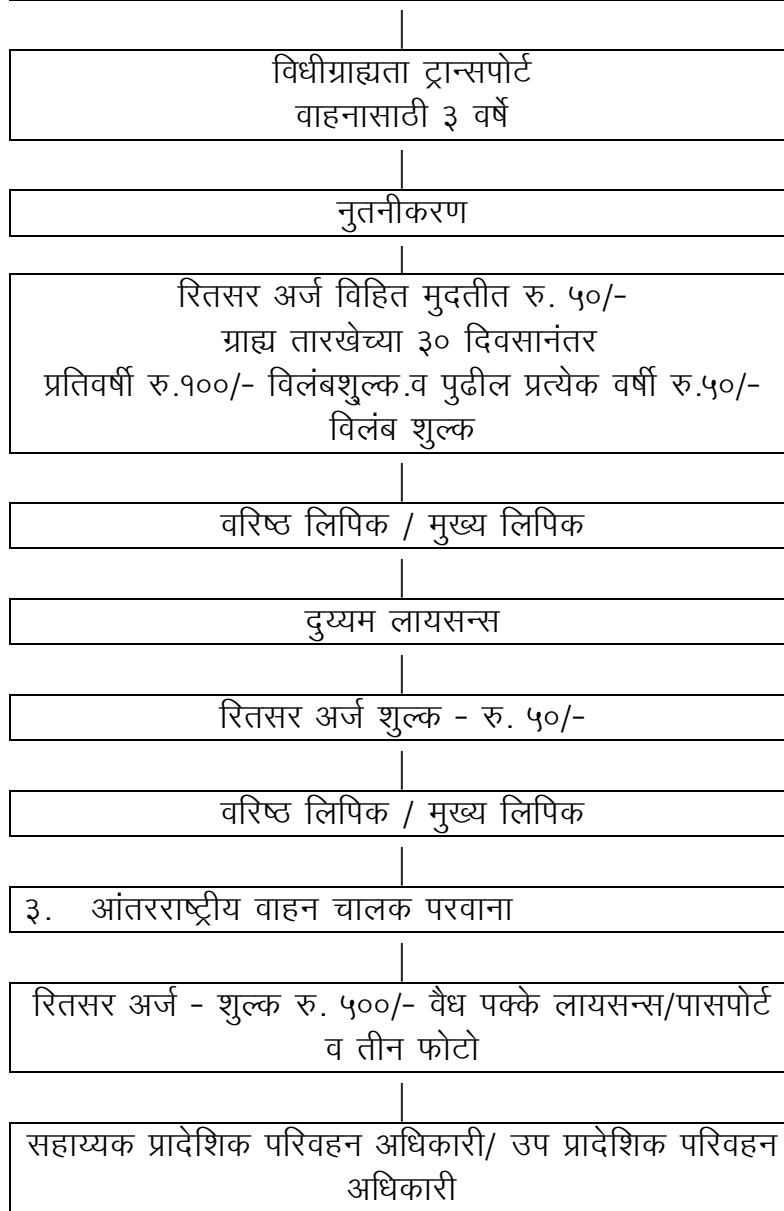 विधीग्राह्यता ट्रान्सपोर्ट
वाहनासाठी ३ वर्षे
नुतनीकरण
रितसर अर्ज विहित मुदतीत रु. ५०/-
ग्राह्य तारखेच्या ३० दिवसानंतर
प्रतिवर्षी रु.१००/- विलंबशुल्क.व पुढील प्रत्येक वर्षी रु.५०/-
विलंब शुल्क
वरिष्ठ लिपिक / मुख्य लिपिक
दुय्यम लायसन्स
रितसर अर्ज शुल्क - रु. ५०/-
वरिष्ठ लिपिक / मुख्य लिपिक
३. आंतरराष्ट्रीय वाहन चालक परवाना
रितसर अर्ज - शुल्क रु. ५००/- वैध पक्के लायसन्स/पासपोर्ट
व तीन फोटो
सहाय्यक प्रादेशिक परिवहन अधिकारी/ उप प्रादेशिक परिवहन
अधिकारी